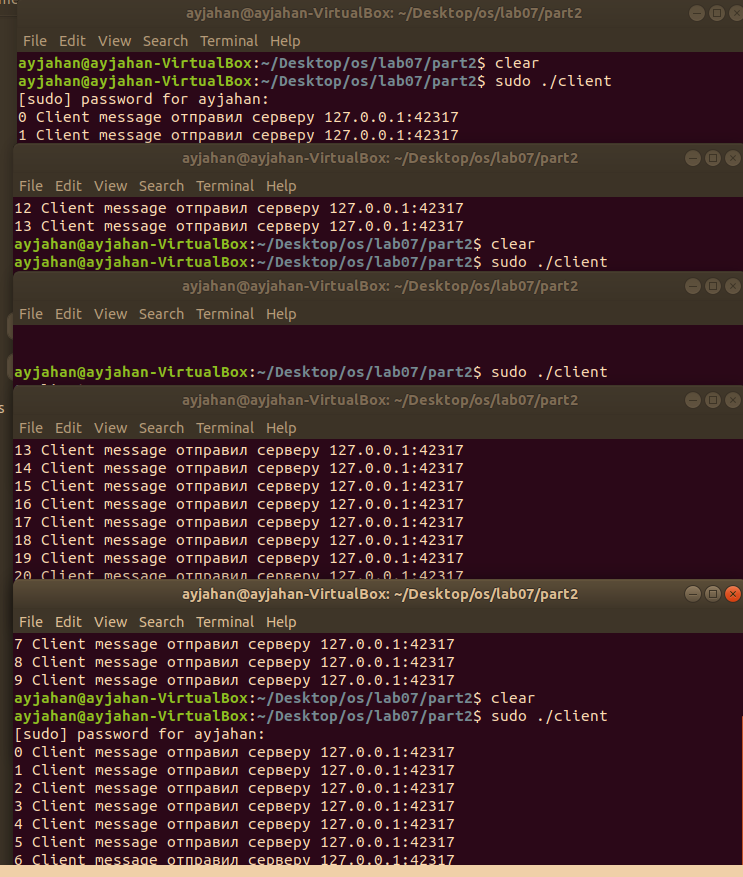 ayjahan@ayjahan-VirtualBox: ~/Desktop/os/lab07/part2
File Edit View Search Terminal Help
ayjahan@ayjahan-VirtualBox:~/Desktop/os/lab07/part2$ clear
ayjahan@ayjahan-VirtualBox:~/Desktop/os/lab07/part2$ sudo ./client
[sudo] password for ayjahan:
0 Client message отправил серверу 127.0.0.1:42317
1 Client message отправил серверу 127.0.0.1:42317
ayjahan@ayjahan-VirtualBox: ~/Desktop/os/lab07/part2
File Edit View Search Terminal Help
12 Client message отправил серверу 127.0.0.1:42317
13 Client message отправил серверу 127.0.0.1:42317
ayjahan@ayjahan-VirtualBox:~/Desktop/os/lab07/part2$ clear
ayjahan@ayjahan-VirtualBox:~/Desktop/os/lab07/part2$ sudo ./client
ayjahan@ayjahan-VirtualBox: ~/Desktop/os/lab07/part2
File Edit View Search Terminal Help
ayjahan@ayjahan-VirtualBox:~/Desktop/os/lab07/part2$ sudo ./client
ayjahan@ayjahan-VirtualBox: ~/Desktop/os/lab07/part2
File Edit View Search Terminal Help
13 Client message отправил серверу 127.0.0.1:42317
14 Client message отправил серверу 127.0.0.1:42317
15 Client message отправил серверу 127.0.0.1:42317
16 Client message отправил серверу 127.0.0.1:42317
17 Client message отправил серверу 127.0.0.1:42317
18 Client message отправил серверу 127.0.0.1:42317
19 Client message отправил серверу 127.0.0.1:42317
20 Client message отправил серверу 127.0.0.1:42317
ayjahan@ayjahan-VirtualBox: ~/Desktop/os/lab07/part2
File Edit View Search Terminal Help
7 Client message отправил серверу 127.0.0.1:42317
8 Client message отправил серверу 127.0.0.1:42317
9 Client message отправил серверу 127.0.0.1:42317
ayjahan@ayjahan-VirtualBox:~/Desktop/os/lab07/part2$ clear
ayjahan@ayjahan-VirtualBox:~/Desktop/os/lab07/part2$ sudo ./client
[sudo] password for ayjahan:
0 Client message отправил серверу 127.0.0.1:42317
1 Client message отправил серверу 127.0.0.1:42317
2 Client message отправил серверу 127.0.0.1:42317
3 Client message отправил серверу 127.0.0.1:42317
4 Client message отправил серверу 127.0.0.1:42317
5 Client message отправил серверу 127.0.0.1:42317
6 Client message отправил серверу 127.0.0.1:42317